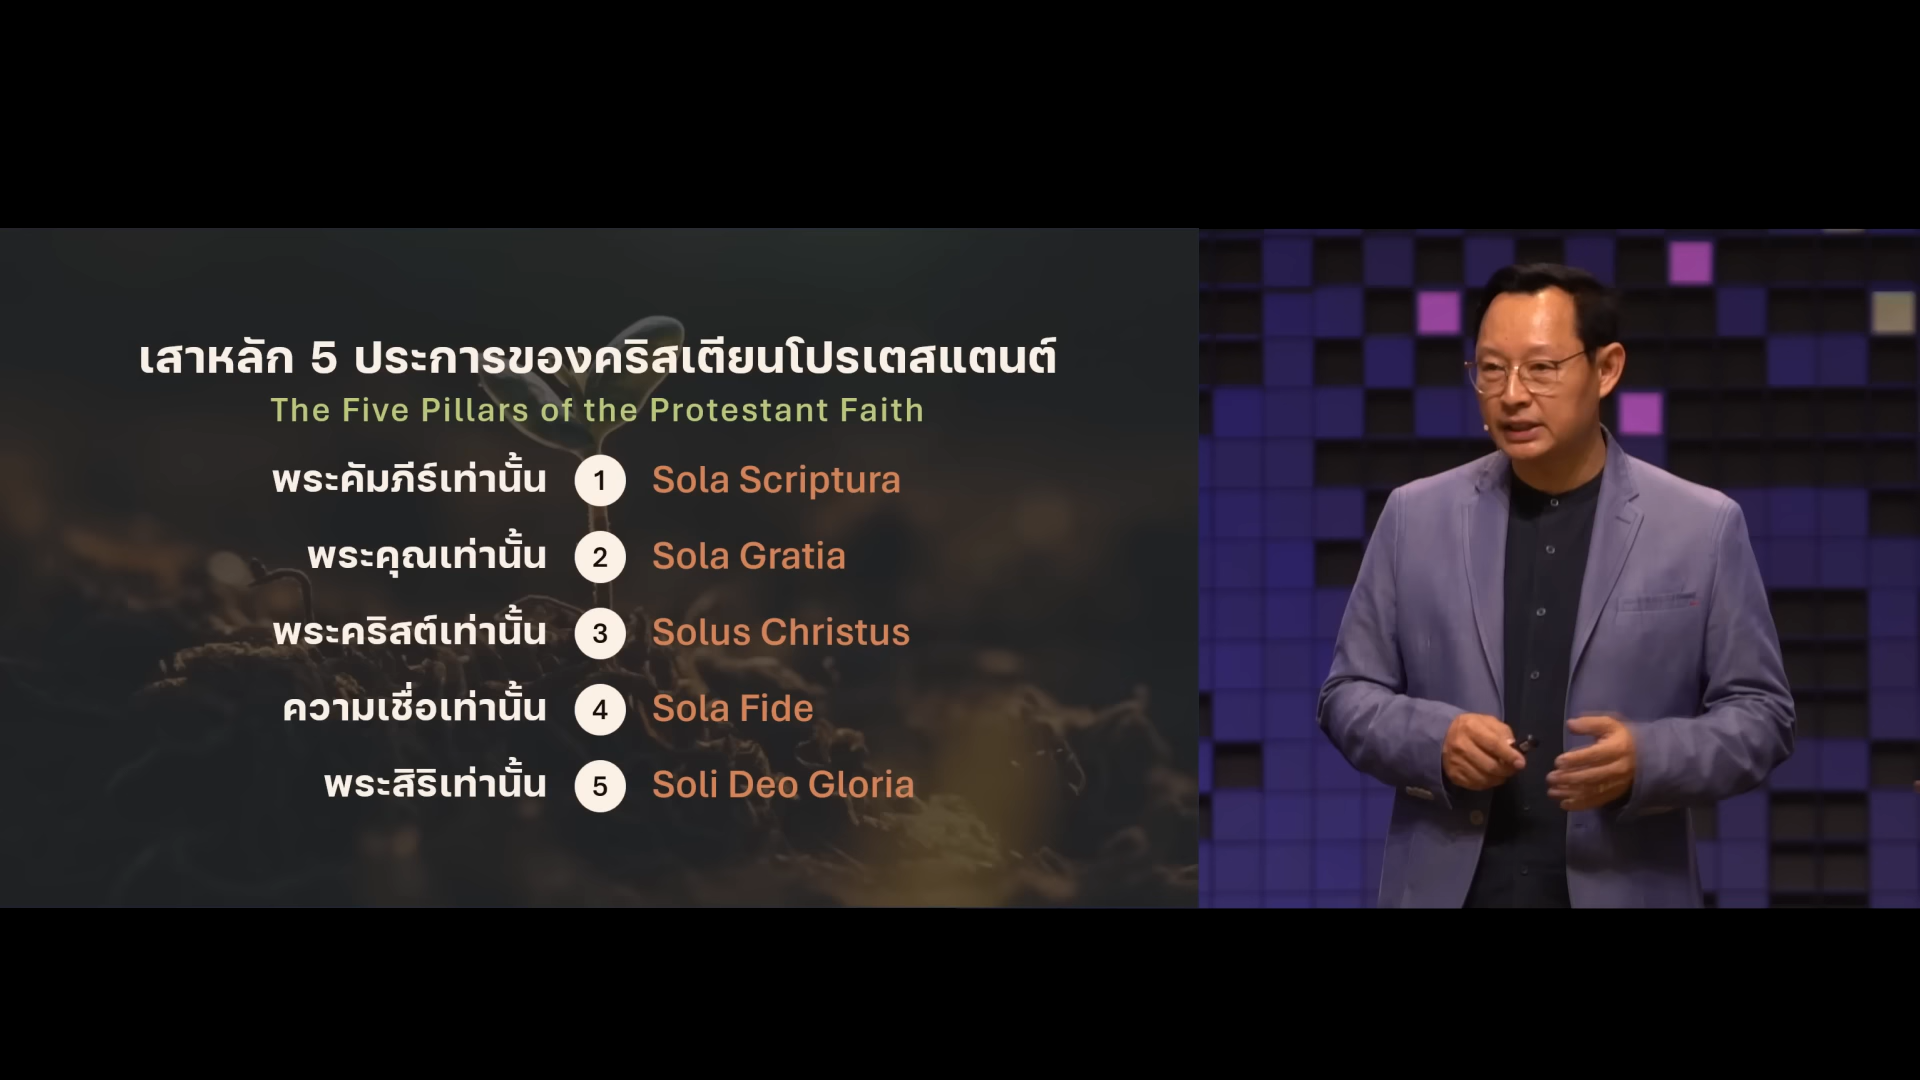 เสาหลัก 5 ประการของคริสเตียนโปรเตสแตนต์
The Five Pillars of the Protestant Faith
พระคัมภีร์เท่านั้น 1 Sola Scriptura
พระคุณเท่านั้น 2 Sola Gratia
พระคริสต์เท่านั้น 3 Solus Christus
ความเชื่อเท่านั้น 4 Sola Fide
พระสิริเท่านั้น 5 Soli Deo Gloria